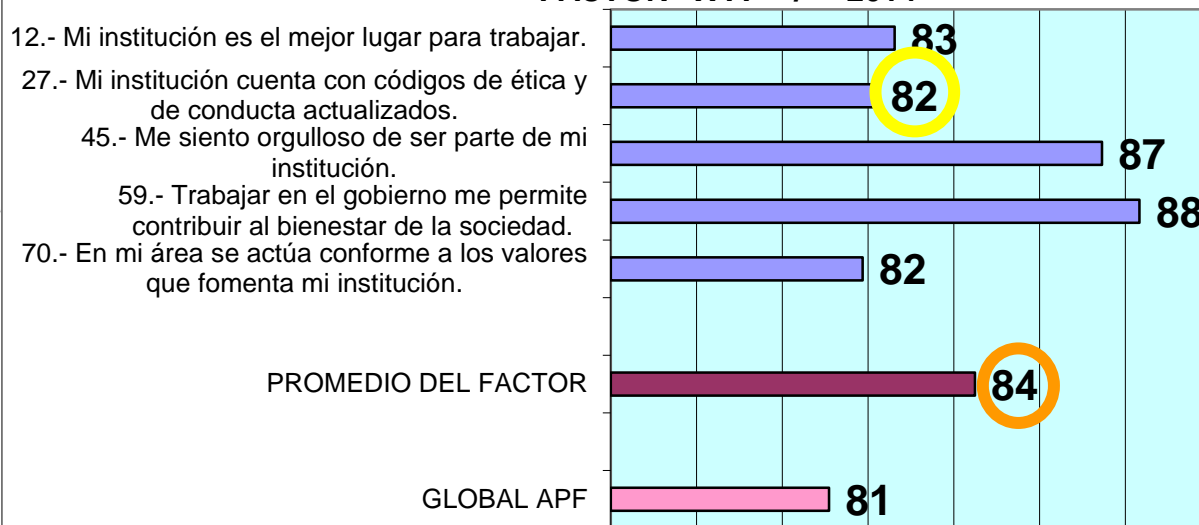 12.- Mi institución es el mejor lugar para trabajar.
83
27.- Mi institución cuenta con códigos de ética y
de conducta actualizados.
82
45.- Me siento orgulloso de ser parte de mi
institución.
87
59.- Trabajar en el gobierno me permite
contribuir al bienestar de la sociedad.
88
70.- En mi área se actúa conforme a los valores
que fomenta mi institución.
82
PROMEDIO DEL FACTOR
84
GLOBAL APF
81